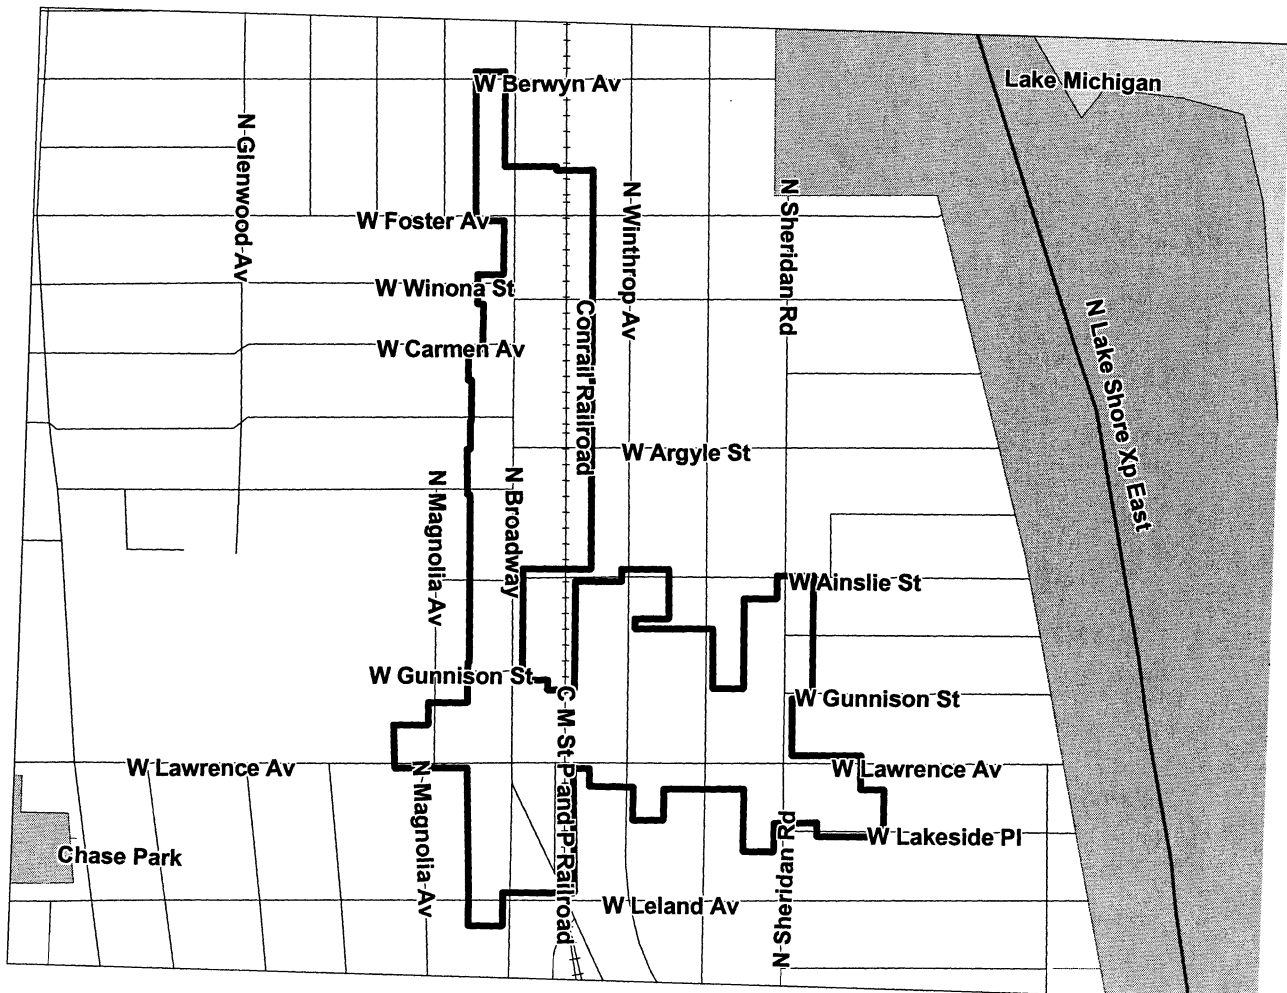 W Berwyn Av
Lake Michigan
N Glenwood Av
N Winthrop Av
N Sheridan Rd
W Foster Av
W Winona St
Conrail Railroad
N Lake Shore Xp East
W Carmen Av
W Argyle St
N Magnolia Av
N Broadway
W Ainslie St
W Gunnison St
C M St P and P Railroad
W Gunnison St
W Lawrence Av
N Magnolia Av
W Lawrence Av
N Sheridan Rd
W Lakeside Pl
Chase Park
W Leland Av